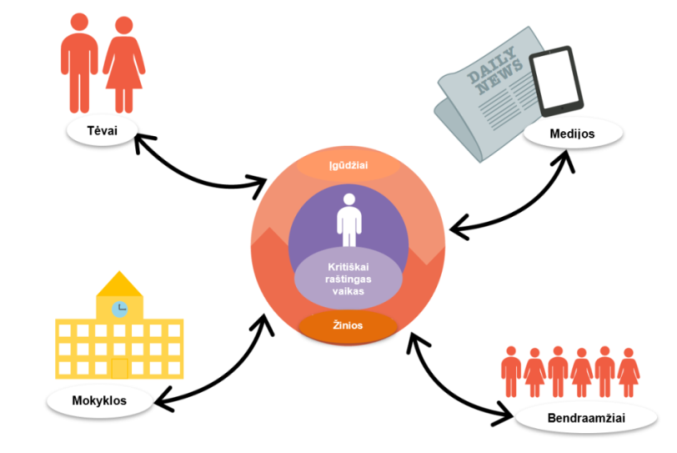 DAILY
NEWS
Tėvai
Medijos
Įgūdžiai
Kritiškai
raštingas
vaikas
Žinios
Mokyklos
Bendraamžiai